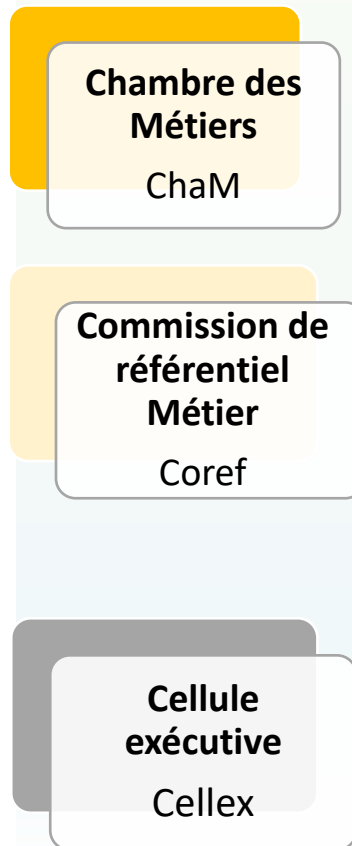 Chambre des
Métiers
ChaM
Commission de
référentiel
Métier
Coref
Cellule
exécutive
Cellex